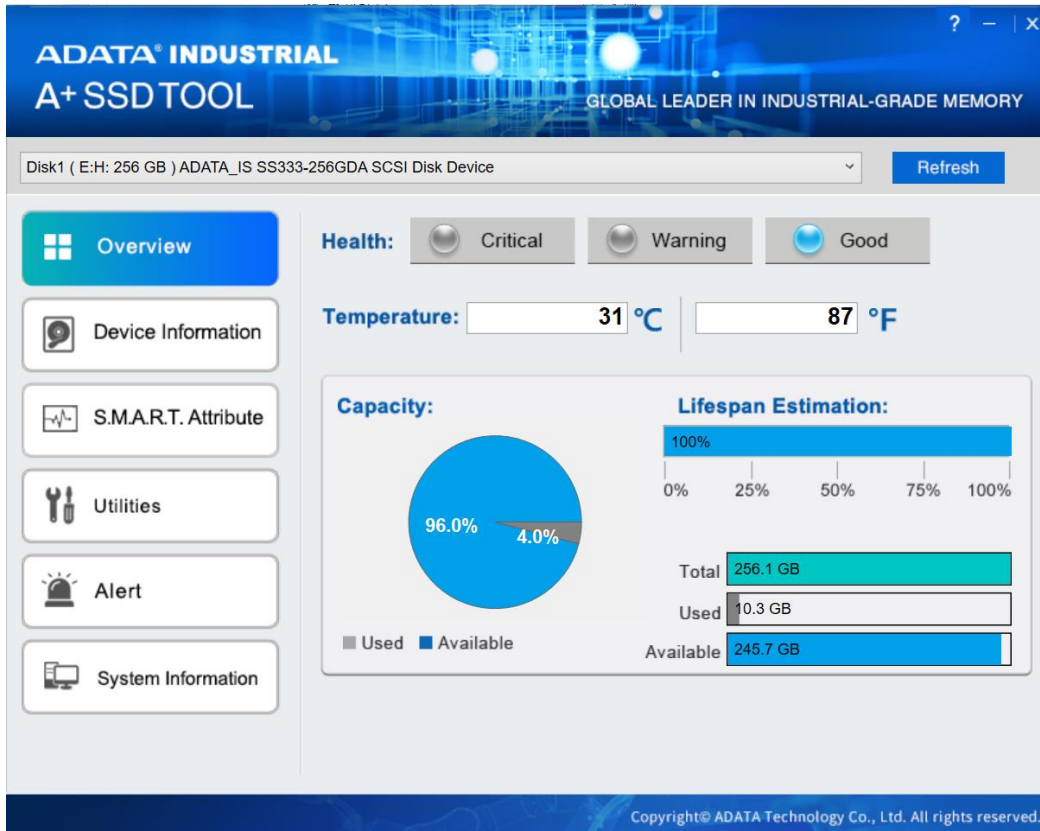 ? — | X
ADATA® INDUSTRIAL
A+ SSD TOOL
GLOBAL LEADER IN INDUSTRIAL-GRADE MEMORY
Disk1 ( E:H: 256 GB ) ADATA_IS SS333-256GDA SCSI Disk Device
Refresh
Overview
Device Information
S.M.A.R.T. Attribute
Utilities
Alert
System Information
Health: Critical Warning Good
Temperature: 31 °C 87 °F
Capacity:
96.0%
4.0%
Used Available
Lifespan Estimation:
100%
0% 25% 50% 75% 100%
Total 256.1 GB
Used 10.3 GB
Available 245.7 GB
Copyright© ADATA Technology Co., Ltd. All rights reserved.